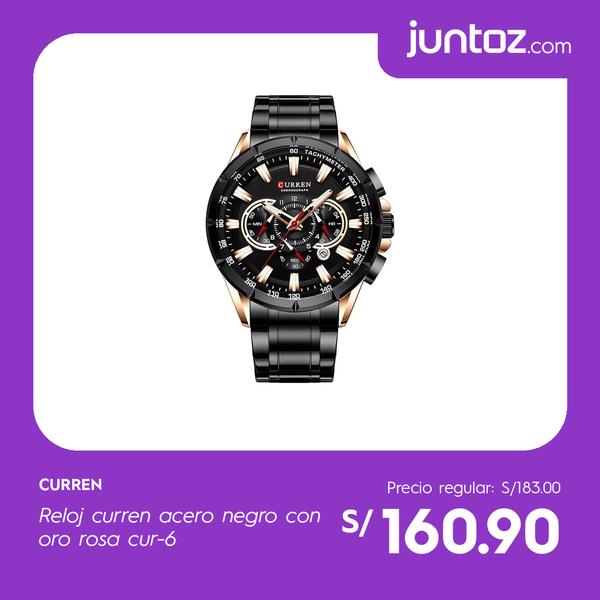 juntoz.com
TACHYMETER
CURREN
CHRONOGRAPH
CURREN
Precio regular: S/183.00
Reloj curren acero negro con
oro rosa cur-6
S/160.90